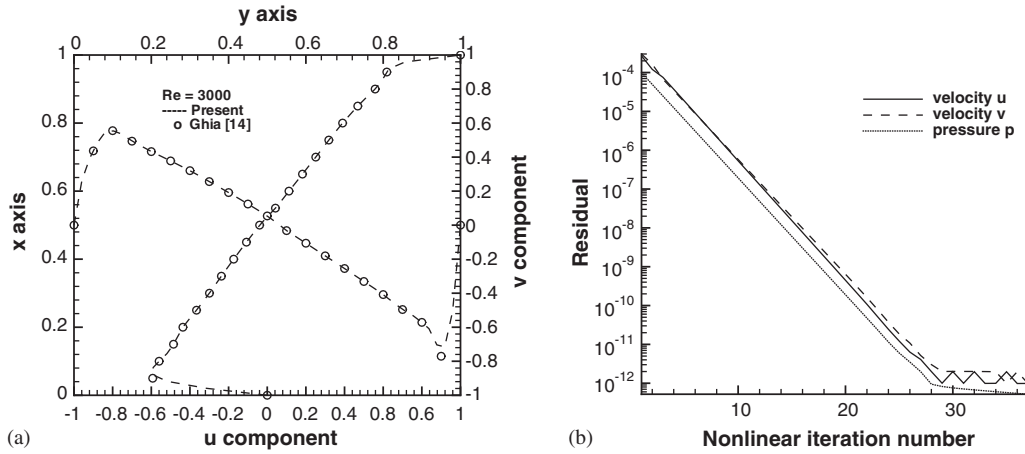 y axis
0 0.2 0.4 0.6 0.8 1
1 0.8 0.6 0.4 0.2 0
x axis
Re = 3000
----- Present
o Ghia [14]
1 0.8 0.6 0.4 0.2 0 -0.2 -0.4 -0.6 -0.8 -1
v component
-1 -0.8 -0.6 -0.4 -0.2 0 0.2 0.4 0.8 0.6 1
u component
(a)
10-4
10-5
10-6
10-7
10-8
10-9
10-10
10-11
10-12
Residual
velocity u
velocity v
pressure p
10 20 30
Nonlinear iteration number
(b)